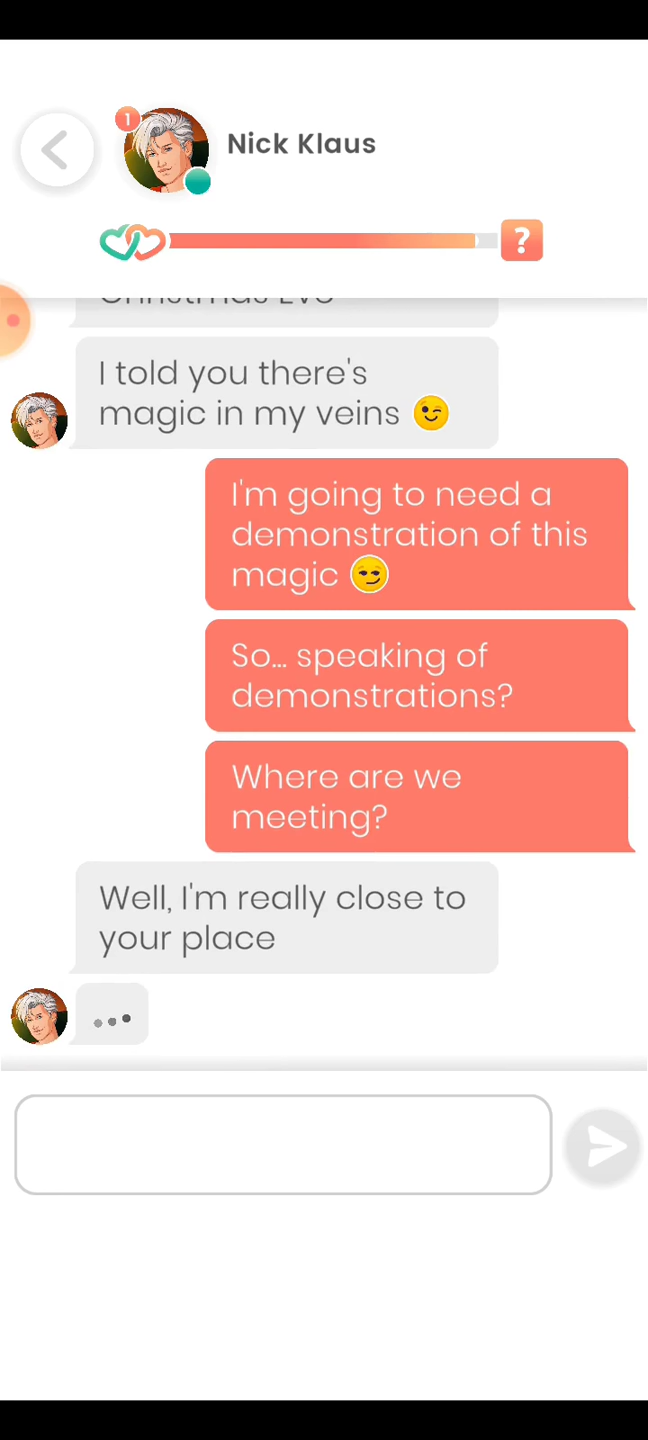 1
Nick Klaus
?
I told you there's
magic in my veins 😉
I'm going to need a
demonstration of this
magic 😏
So... speaking of
demonstrations?
Where are we
meeting?
Well, I'm really close to
your place